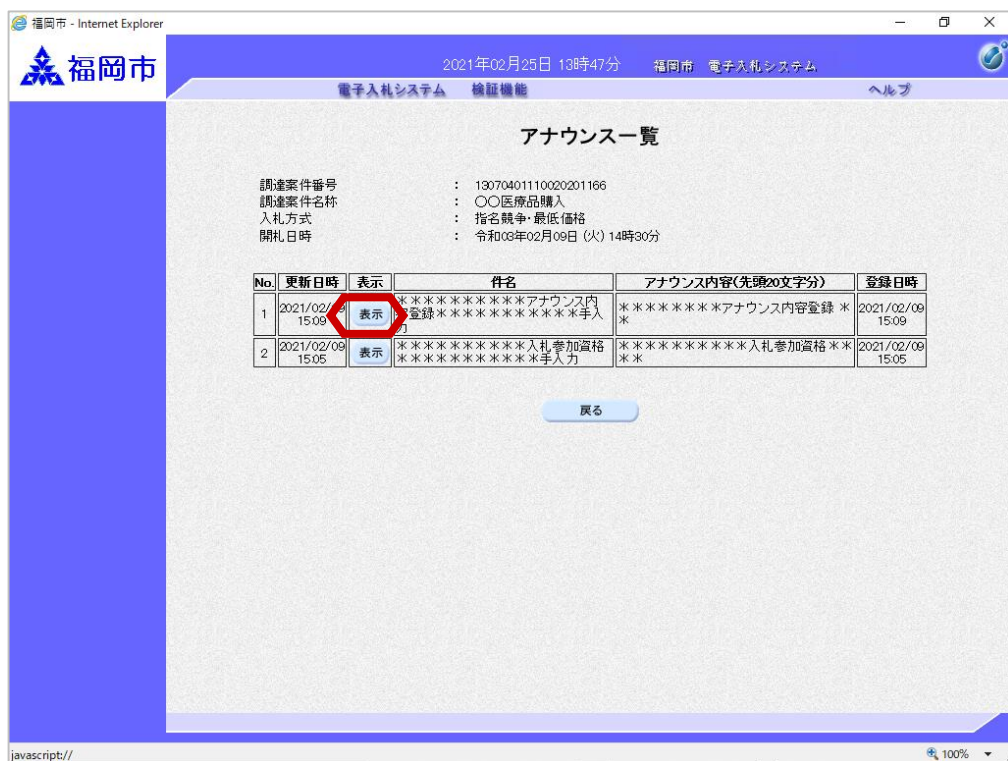 福岡市 - Internet Explorer
福岡市
2021年02月25日 13時47分 福岡市 電子入札システム
電子入札システム 検証機能 ヘルプ
アナウンス一覧
調達案件番号 : 13070401110020201166
調達案件名称 : 〇〇医療品購入
入札方式 : 指名競争・最低価格
開札日時 : 令和03年02月09日 (火) 14時30分
No. 更新日時 表示 件名 アナウンス内容(先頭20文字分) 登録日時
1 2021/02/09 15:09 表示 ＊＊＊＊＊＊＊＊＊＊アナウンス内 ＊＊＊＊＊＊＊＊アナウンス内容登録 ＊ 2021/02/09
容登録＊＊＊＊＊＊＊＊＊＊＊手入 ＊ 15:09
力
2 2021/02/09 表示 ＊＊＊＊＊＊＊＊＊＊入札参加資格 ＊＊＊＊＊＊＊＊＊＊入札参加資格＊＊ 2021/02/09
15:05 ＊＊＊＊＊＊＊＊＊＊＊手入力 ＊＊ 15:05
戻る
javascript:// 100%